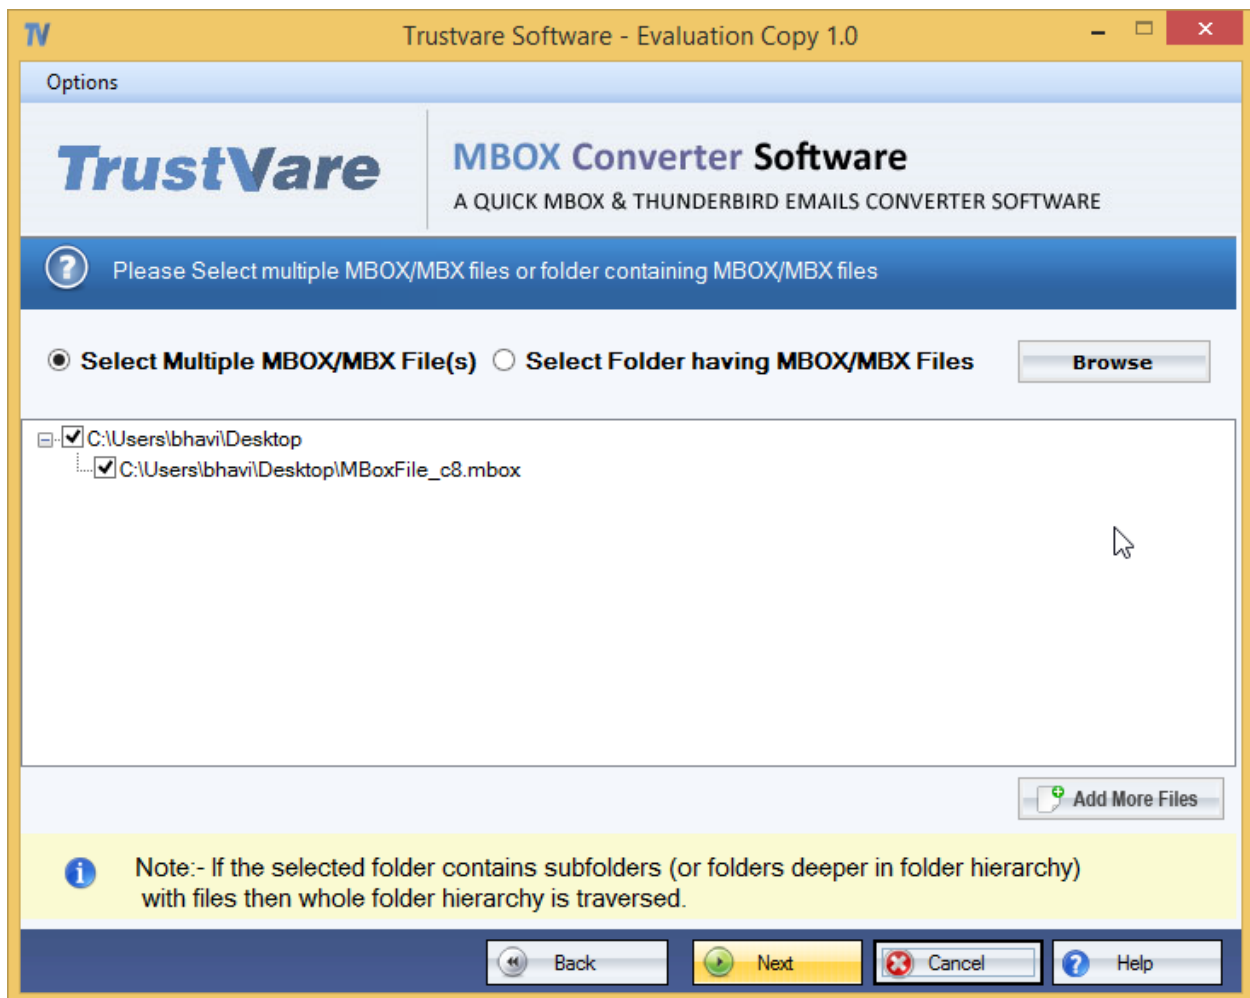 TV
Trustvare Software - Evaluation Copy 1.0
Options
TrustVare
MBOX Converter Software
A QUICK MBOX & THUNDERBIRD EMAILS CONVERTER SOFTWARE
? Please Select multiple MBOX/MBX files or folder containing MBOX/MBX files
Select Multiple MBOX/MBX File(s) Select Folder having MBOX/MBX Files Browse
C:\Users\bhavi\Desktop
C:\Users\bhavi\Desktop\MBoxFile_c8.mbox
Add More Files
Note:- If the selected folder contains subfolders (or folders deeper in folder hierarchy)
with files then whole folder hierarchy is traversed.
Back Next Cancel ? Help